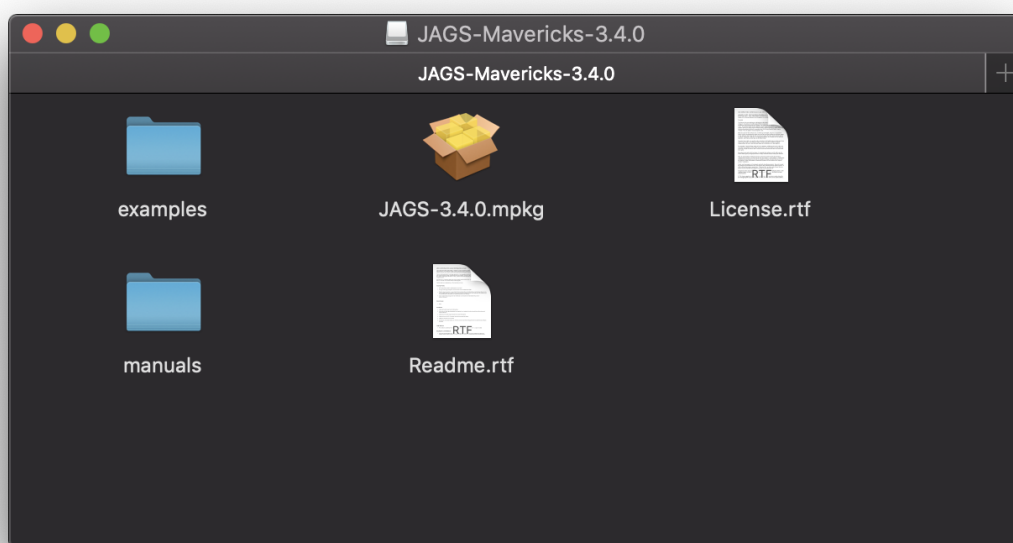 JAGS-Mavericks-3.4.0
JAGS-Mavericks-3.4.0
examples
JAGS-3.4.0.mpkg
RTF
License.rtf
manuals
RTF
Readme.rtf